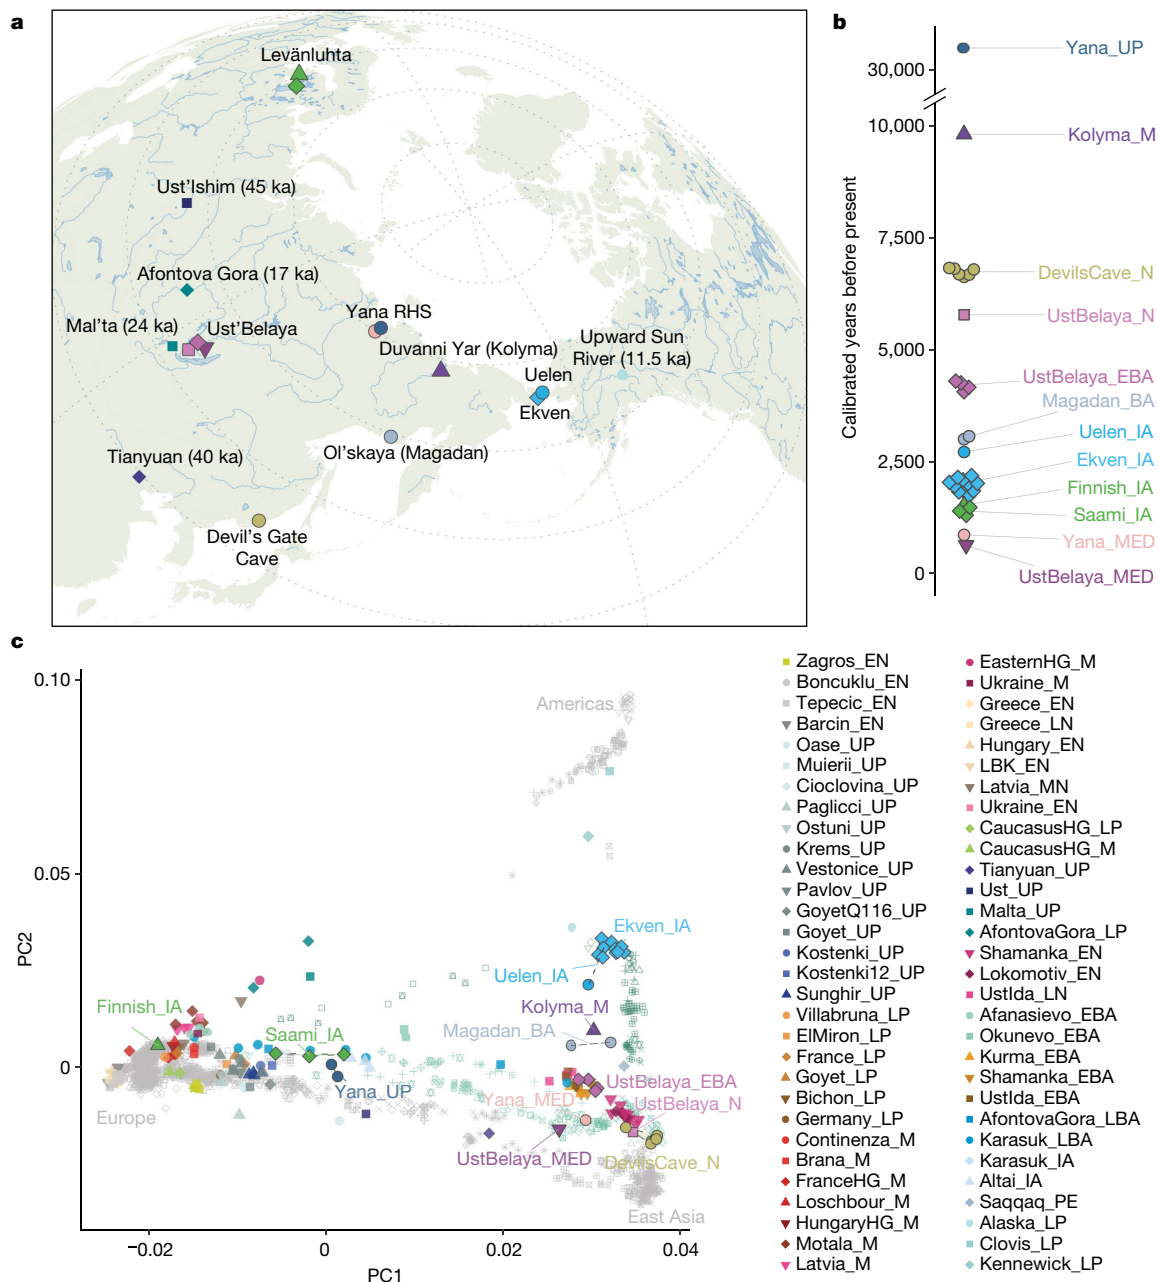 a
Levänluhta
Ust'Ishim (45 ka)
Afontova Gora (17 ka)
Mal'ta (24 ka)
Ust'Belaya
Yana RHS
Duvanni Yar (Kolyma)
Upward Sun
River (11.5 ka)
Uelen
Ekven
Ol'skaya (Magadan)
Tianyuan (40 ka)
Devil's Gate
Cave
b
Calibrated years before present
30,000
10,000
7,500
5,000
2,500
0
Yana_UP
Kolyma_M
DevilsCave_N
UstBelaya_N
UstBelaya_EBA
Magadan_BA
Uelen_IA
Ekven_IA
Finnish_IA
Saami_IA
Yana_MED
UstBelaya_MED
c
PC2
0.10
0.05
0
Americas
Ekven_IA
Uelen_IA
Kolyma_M
Magadan_BA
Finnish_IA
Saami_IA
Yana_UP
Europe
UstBelaya_EBA
Yana_MED
UstBelaya_N
UstBelaya_MED
DevilsCave_N
East Asia
−0.02
0
0.02
0.04
PC1
Zagros_EN
Boncuklu_EN
Tepecic_EN
Barcin_EN
Oase_UP
Muierii_UP
Cioclovina_UP
Paglicci_UP
Ostuni_UP
Krems_UP
Vestonice_UP
Pavlov_UP
GoyetQ116_UP
Goyet_UP
Kostenki_UP
Kostenki12_UP
Sunghir_UP
Villabruna_LP
ElMiron_LP
France_LP
Goyet_LP
Bichon_LP
Germany_LP
Continenza_M
Brana_M
FranceHG_M
Loschbour_M
HungaryHG_M
Motala_M
Latvia_M
EasternHG_M
Ukraine_M
Greece_EN
Greece_LN
Hungary_EN
LBK_EN
Latvia_MN
Ukraine_EN
CaucasusHG_LP
CaucasusHG_M
Tianyuan_UP
Ust_UP
Malta_UP
AfontovaGora_LP
Shamanka_EN
Lokomotiv_EN
UstIda_LN
Afanasievo_EBA
Okunevo_EBA
Kurma_EBA
Shamanka_EBA
UstIda_EBA
AfontovaGora_LBA
Karasuk_LBA
Karasuk_IA
Altai_IA
Saqqaq_PE
Alaska_LP
Clovis_LP
Kennewick_LP